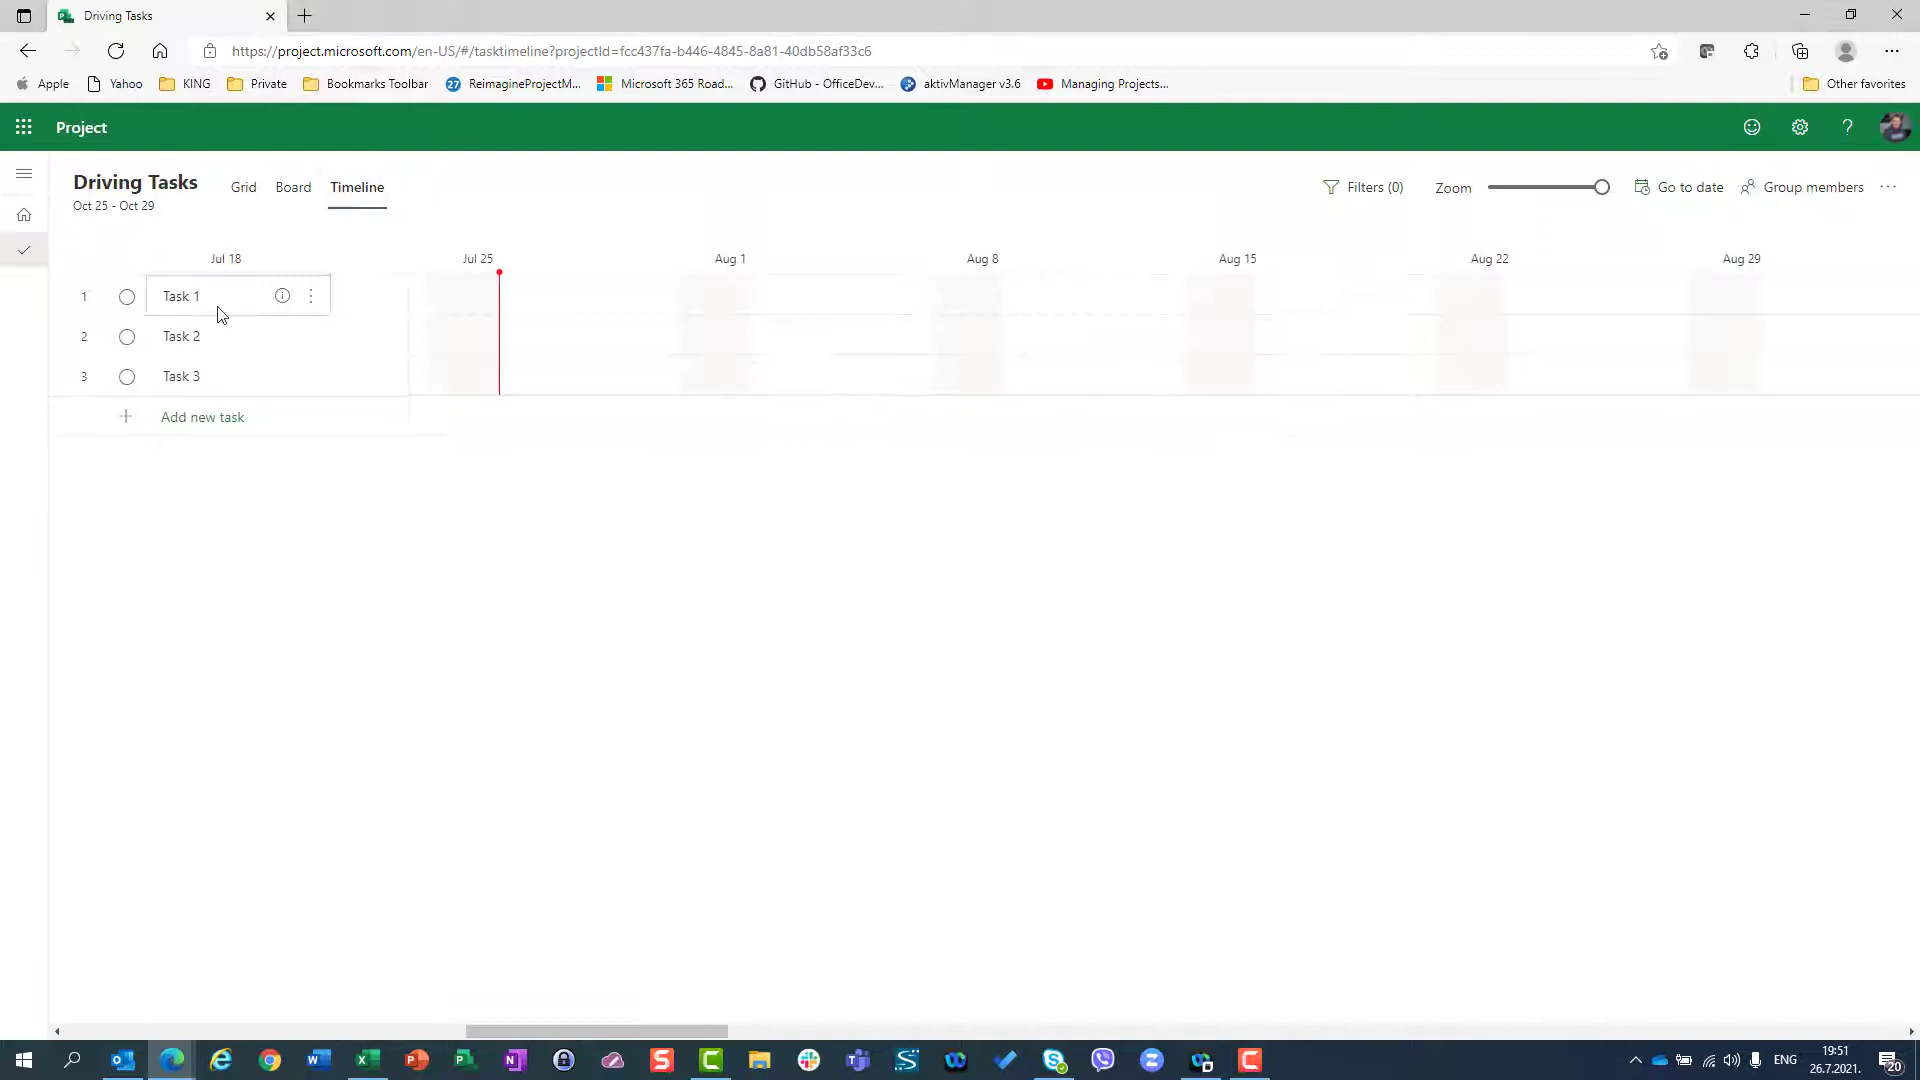 Driving Tasks
https://project.microsoft.com/en-US/#/tasktimeline?projectId=fcc437fa-b446-4845-8a81-40db58af33c6
Apple Yahoo KING Private Bookmarks Toolbar 27 ReimagineProjectM... Microsoft 365 Road... GitHub - OfficeDev... aktivManager v3.6 Managing Projects... Other favorites
Project ?
Driving Tasks Grid Board Timeline Filters (0) Zoom Go to date Group members
Oct 25 - Oct 29
Jul 18 Jul 25 Aug 1 Aug 8 Aug 15 Aug 22 Aug 29
1 Task 1
2 Task 2
3 Task 3
+ Add new task
ENG 19:51
26.7.2021. 20